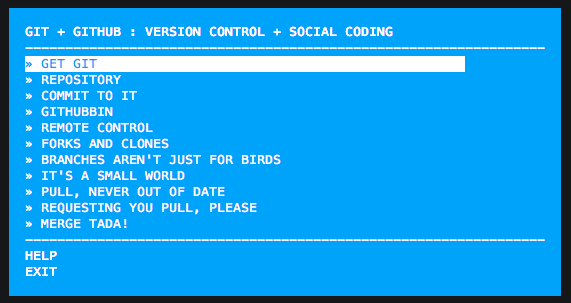 GIT + GITHUB : VERSION CONTROL + SOCIAL CODING
» GET GIT
» REPOSITORY
» COMMIT TO IT
» GITHUBBIN
» REMOTE CONTROL
» FORKS AND CLONES
» BRANCHES AREN'T JUST FOR BIRDS
» IT'S A SMALL WORLD
» PULL, NEVER OUT OF DATE
» REQUESTING YOU PULL, PLEASE
» MERGE TADA!
HELP
EXIT